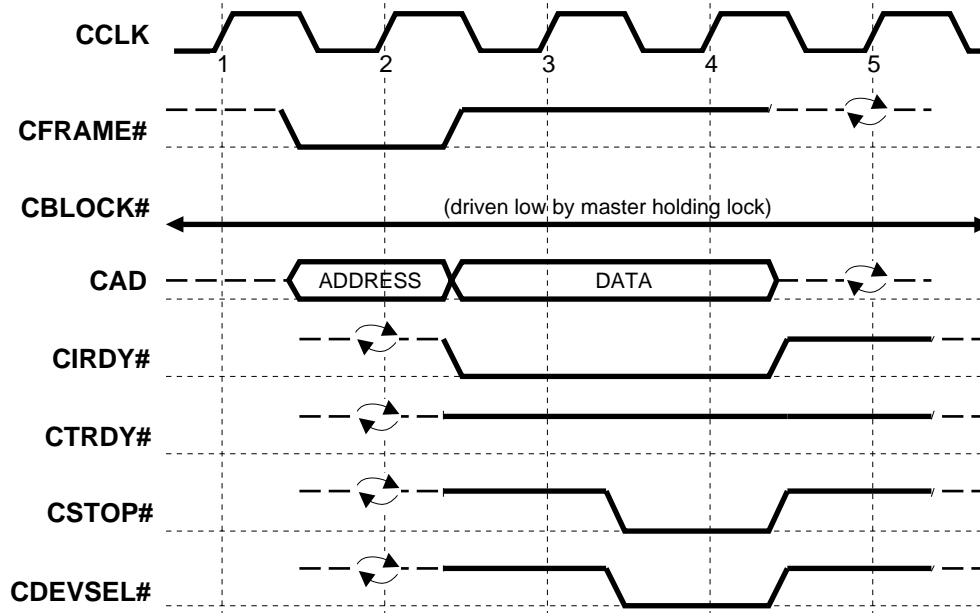 CCLK
1 2 3 4 5
CFRAME#
CBLOCK# (driven low by master holding lock)
CAD ADDRESS DATA
CIRDY#
CTRDY#
CSTOP#
CDEVSEL#